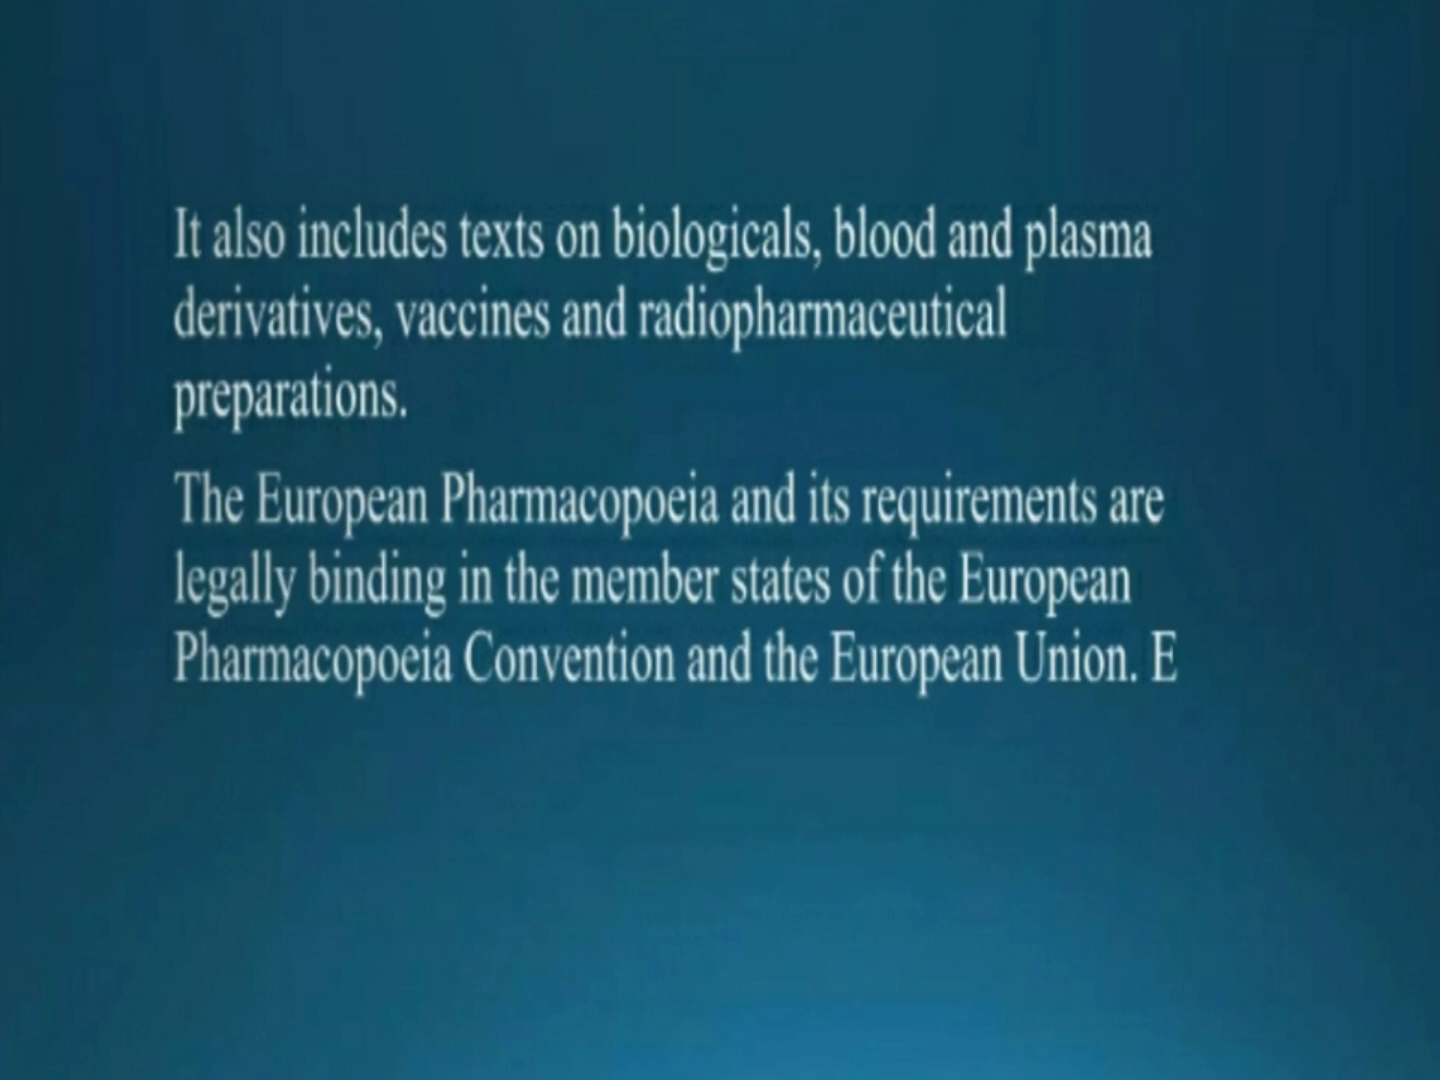 It also includes texts on biologicals, blood and plasma
derivatives, vaccines and radiopharmaceutical
preparations.
The European Pharmacopoeia and its requirements are
legally binding in the member states of the European
Pharmacopoeia Convention and the European Union. E